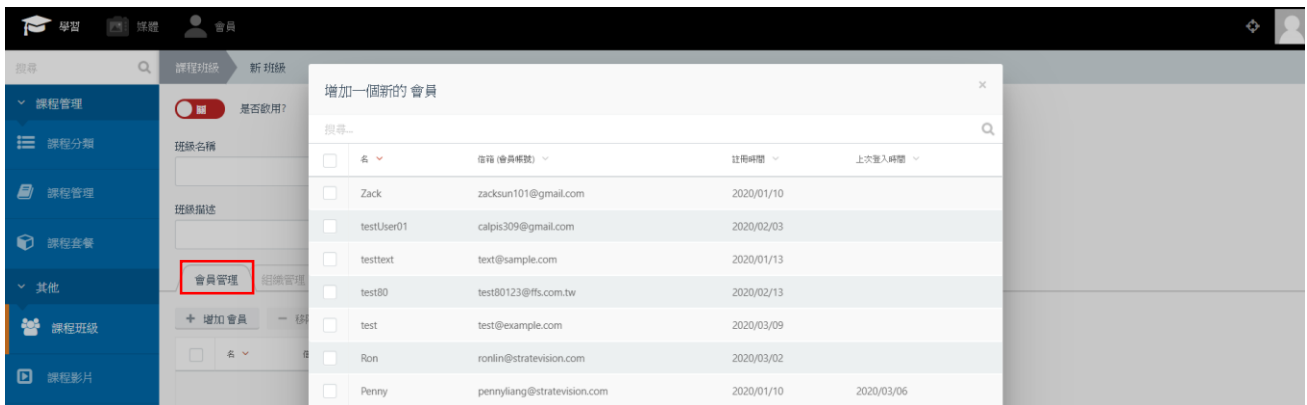 學習 媒體 會員
搜尋
課程班級 新 班級
課程管理
課程分類
課程管理
課程套餐
其他
課程班級
課程影片
關 是否啟用?
班級名稱
班級描述
會員管理 組織管理
+ 增加 會員
名
增加一個新的 會員 ×
搜尋...
名 信箱 (會員帳號) 註冊時間 上次登入時間
Zack zacksun101@gmail.com 2020/01/10
testUser01 calpis309@gmail.com 2020/02/03
testtext text@sample.com 2020/01/13
test80 test80123@ffs.com.tw 2020/02/13
test test@example.com 2020/03/09
Ron ronlin@stratevision.com 2020/03/02
Penny pennyliang@stratevision.com 2020/01/10 2020/03/06